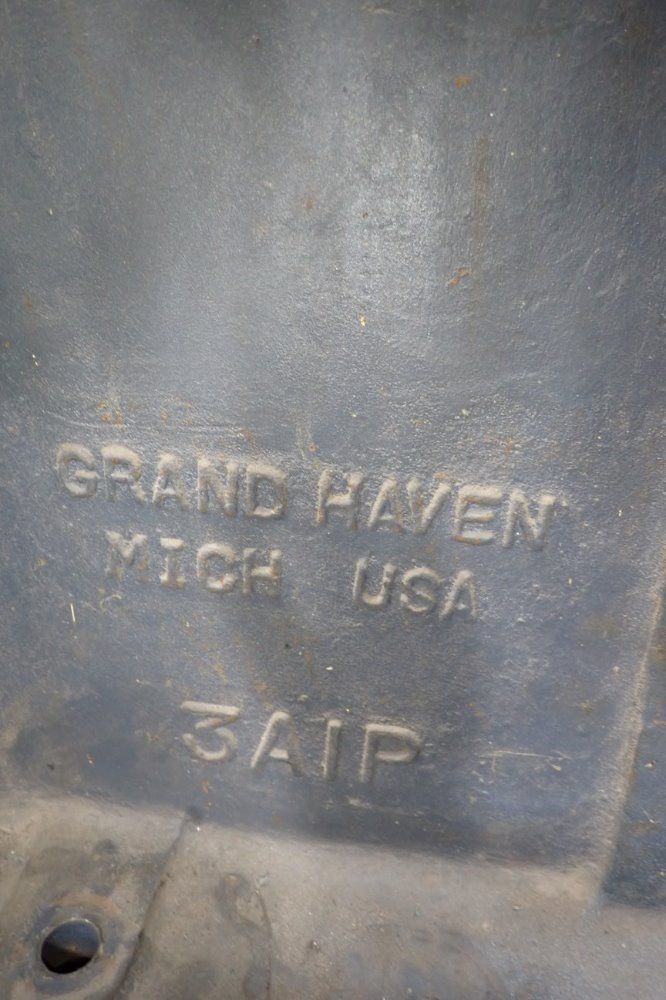 GRAND HAVEN
MICH USA
3A1P